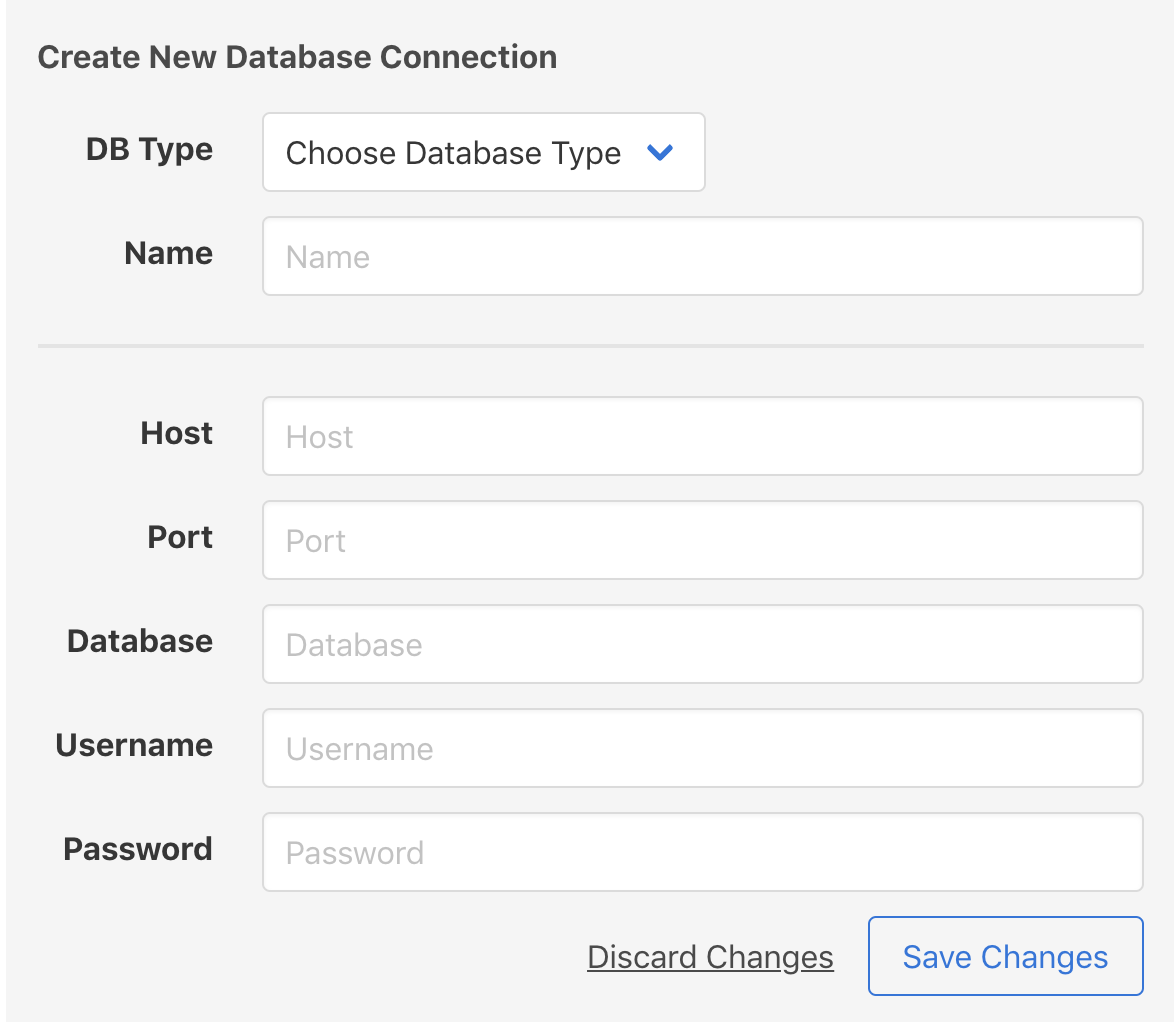 Create New Database Connection
DB Type Choose Database Type
Name Name
Host Host
Port Port
Database Database
Username Username
Password Password
Discard Changes Save Changes